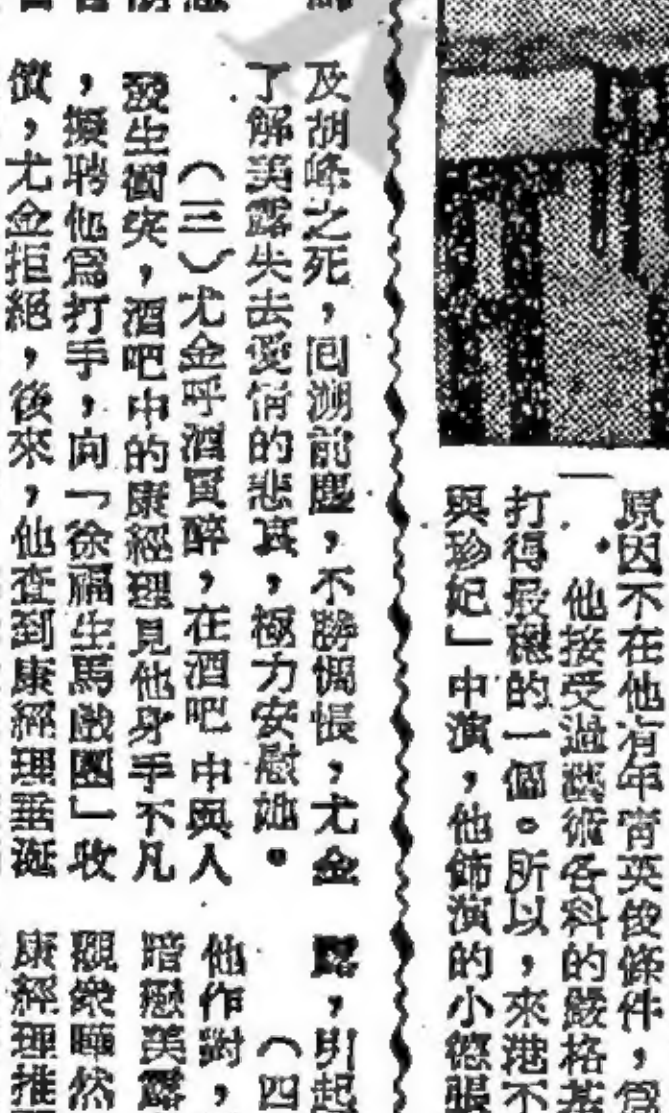 原因不在他有年青英俊條件，
他接受過藝術各科的嚴格
打得最穩的一個。所以，來港不
與珍妃」中演，他飾演的小德張
及胡峰之死，回溯前塵，不勝惆悵，尤金
了解美露失去愛情的悲哀，極力安慰她。
（三）尤金呼酒買醉，在酒吧中與人
發生衝突，酒吧中的康經理見他身手不凡
，擬聘他爲打手，向「徐福生馬戲團」收
債，尤金拒絕，後來，他查到康經理垂涎
露，引起
（四
他作對，
暗戀美露
觀衆嘩然
康經理推